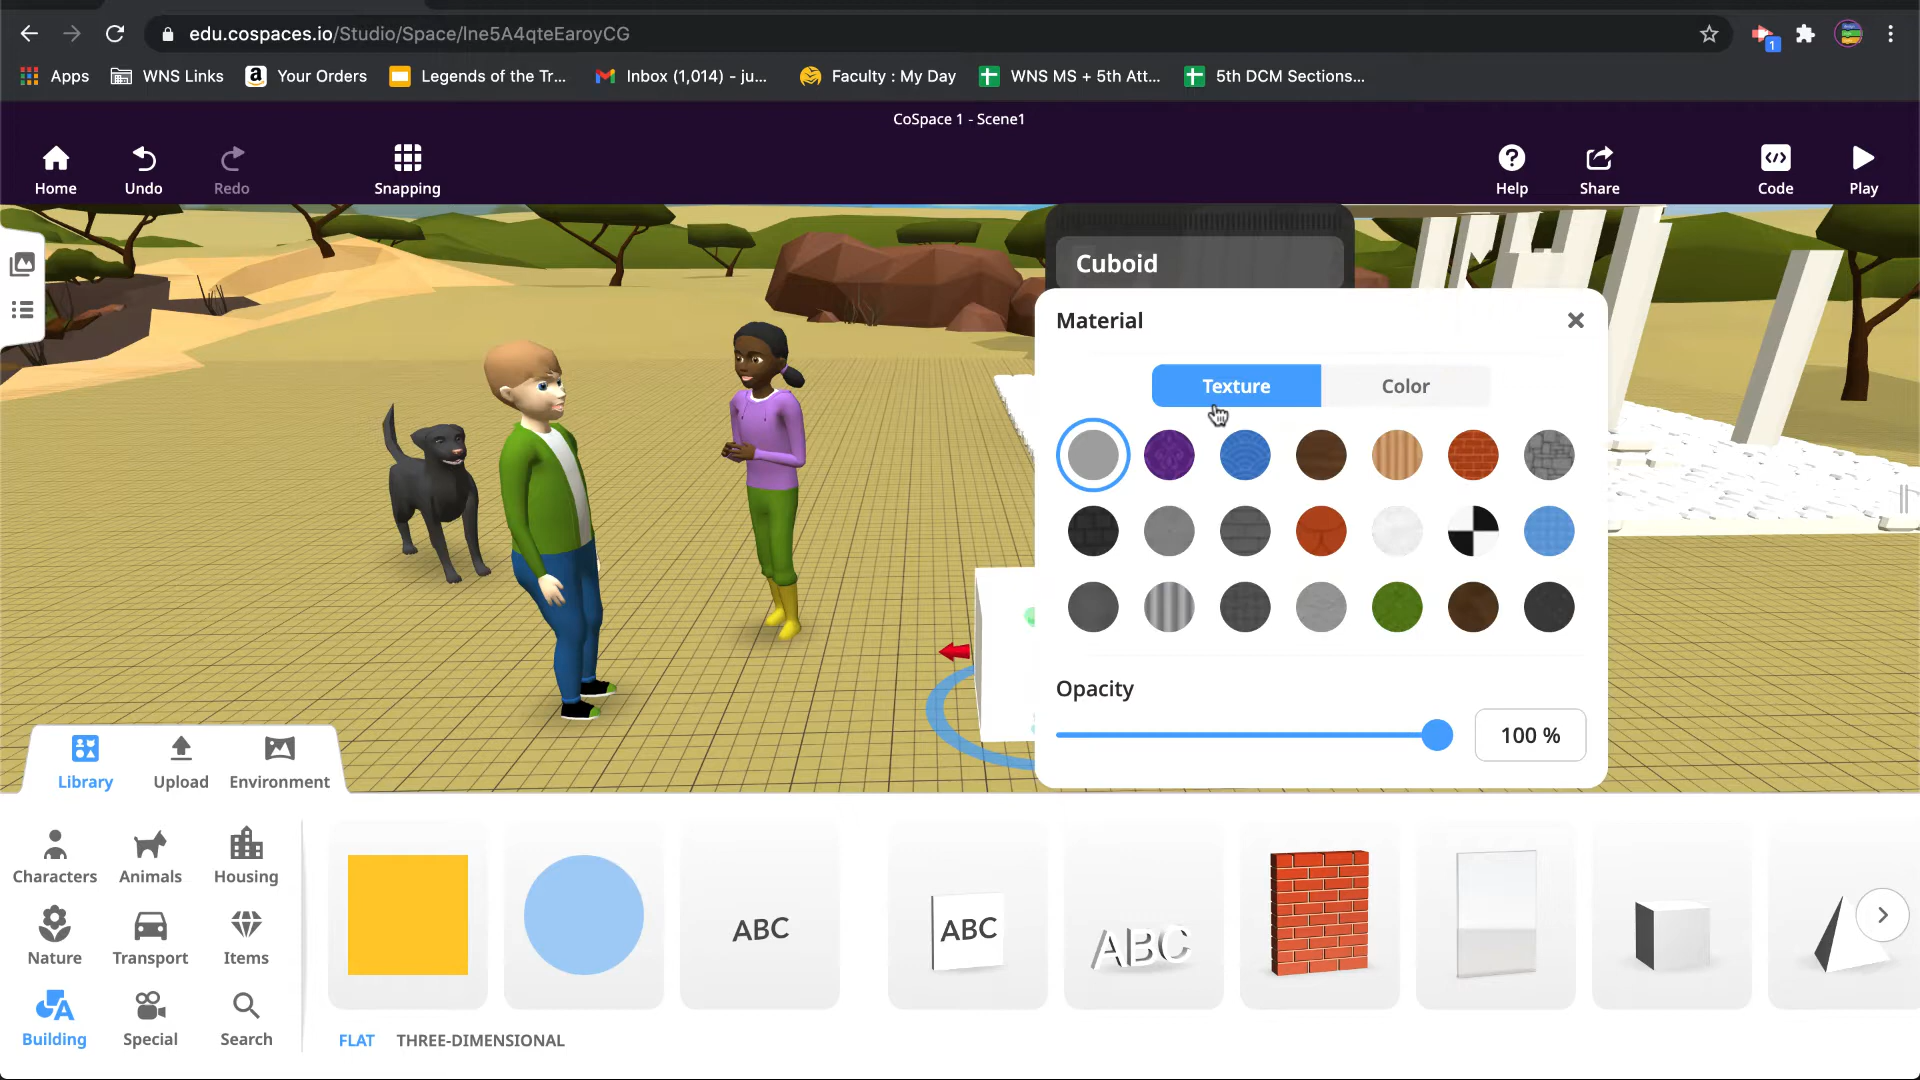 edu.cospaces.io/Studio/Space/lne5A4qteEaroyCG
1
Apps WNS Links Your Orders Legends of the Tr... Inbox (1,014) - ju... Faculty : My Day WNS MS + 5th Att... 5th DCM Sections...
CoSpace 1 - Scene1
Home Undo Redo Snapping Help Share Code Play
Cuboid
Material
Texture Color
Opacity
100 %
Library Upload Environment
Characters Animals Housing
Nature Transport Items
Building Special Search
ABC ABC ABC
FLAT THREE-DIMENSIONAL